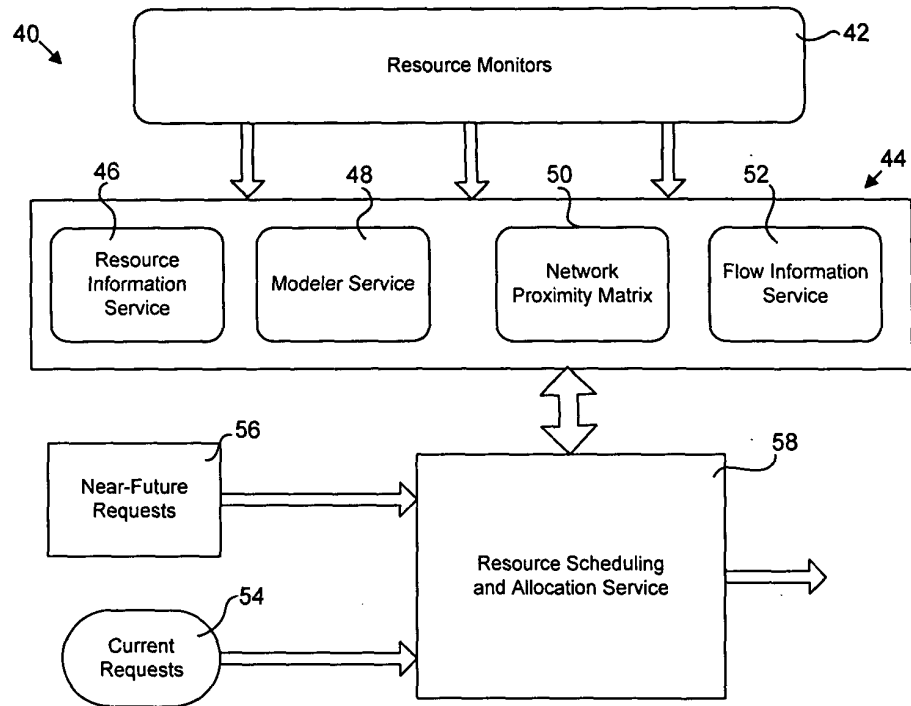 40
42
Resource Monitors
44
46
48
50
52
Resource
Information
Service
Modeler Service
Network
Proximity Matrix
Flow Information
Service
56
58
Near-Future
Requests
Resource Scheduling
and Allocation Service
54
Current
Requests